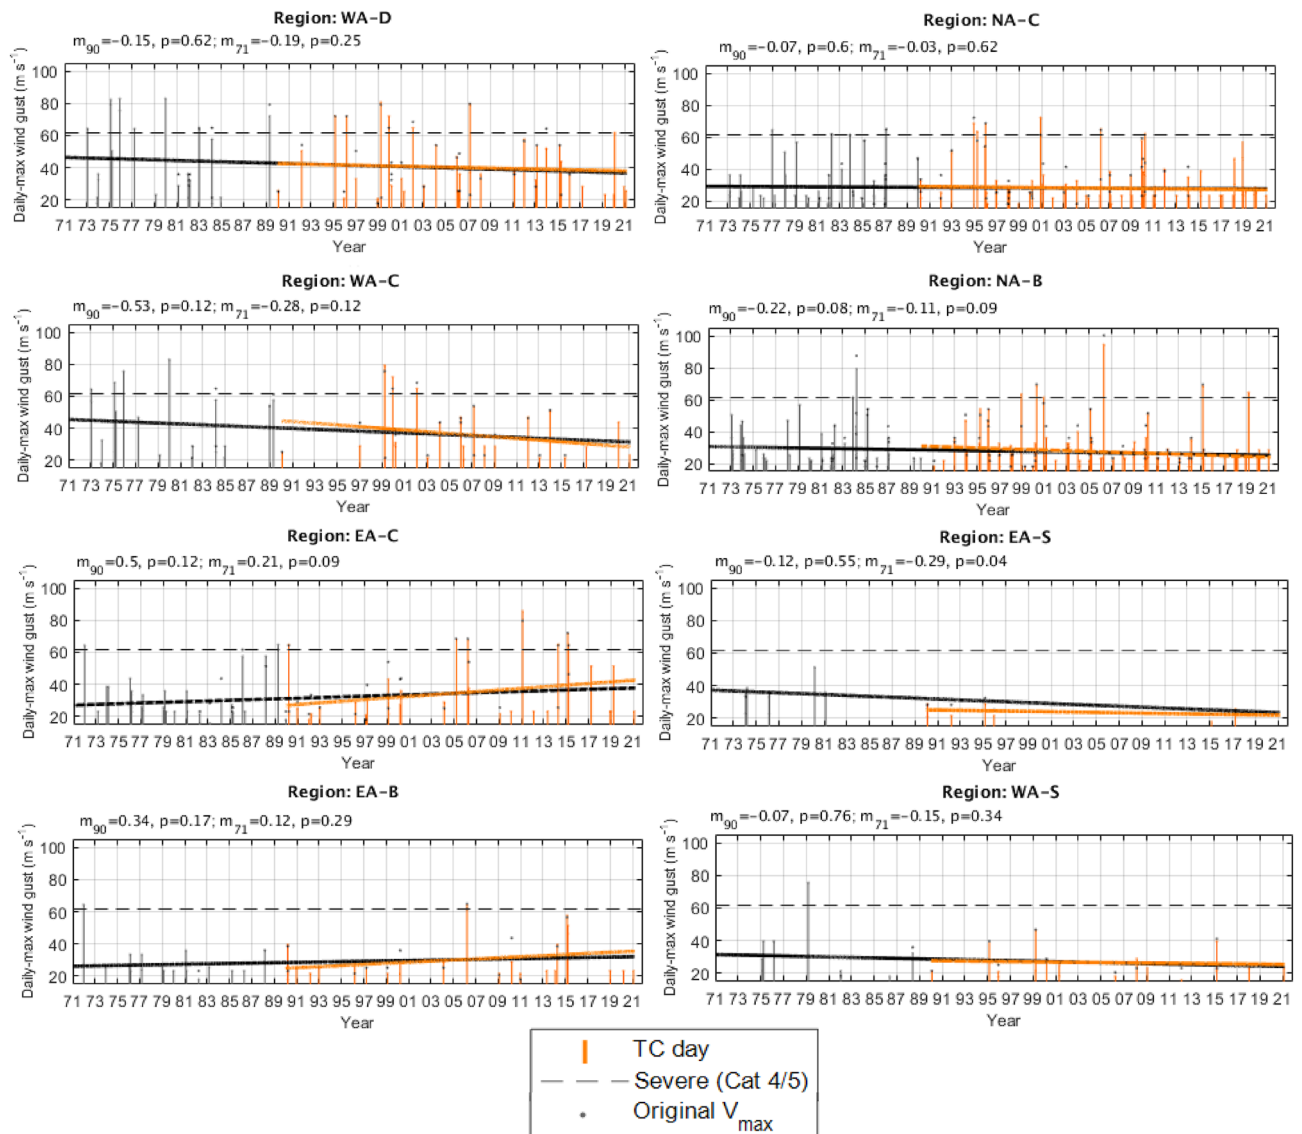 Region: WA-D
m90=-0.15, p=0.62; m71=-0.19, p=0.25
Daily-max wind gust (m s-1)
100
80
60
40
20
71 73 75 77 79 81 83 85 87 89 91 93 95 97 99 01 03 05 07 09 11 13 15 17 19 21
Year
Region: NA-C
m90=-0.07, p=0.6; m71=-0.03, p=0.62
Daily-max wind gust (m s-1)
100
80
60
40
20
71 73 75 77 79 81 83 85 87 89 91 93 95 97 99 01 03 05 07 09 11 13 15 17 19 21
Year
Region: WA-C
m90=-0.53, p=0.12; m71=-0.28, p=0.12
Daily-max wind gust (m s-1)
100
80
60
40
20
71 73 75 77 79 81 83 85 87 89 91 93 95 97 99 01 03 05 07 09 11 13 15 17 19 21
Year
Region: NA-B
m90=-0.22, p=0.08; m71=-0.11, p=0.09
Daily-max wind gust (m s-1)
100
80
60
40
20
71 73 75 77 79 81 83 85 87 89 91 93 95 97 99 01 03 05 07 09 11 13 15 17 19 21
Year
Region: EA-C
m90=0.5, p=0.12; m71=0.21, p=0.09
Daily-max wind gust (m s-1)
100
80
60
40
20
71 73 75 77 79 81 83 85 87 89 91 93 95 97 99 01 03 05 07 09 11 13 15 17 19 21
Year
Region: EA-S
m90=-0.12, p=0.55; m71=-0.29, p=0.04
Daily-max wind gust (m s-1)
100
80
60
40
20
71 73 75 77 79 81 83 85 87 89 91 93 95 97 99 01 03 05 07 09 11 13 15 17 19 21
Year
Region: EA-B
m90=0.34, p=0.17; m71=0.12, p=0.29
Daily-max wind gust (m s-1)
100
80
60
40
20
71 73 75 77 79 81 83 85 87 89 91 93 95 97 99 01 03 05 07 09 11 13 15 17 19 21
Year
Region: WA-S
m90=-0.07, p=0.76; m71=-0.15, p=0.34
Daily-max wind gust (m s-1)
100
80
60
40
20
71 73 75 77 79 81 83 85 87 89 91 93 95 97 99 01 03 05 07 09 11 13 15 17 19 21
Year
TC day
Severe (Cat 4/5)
Original Vmax